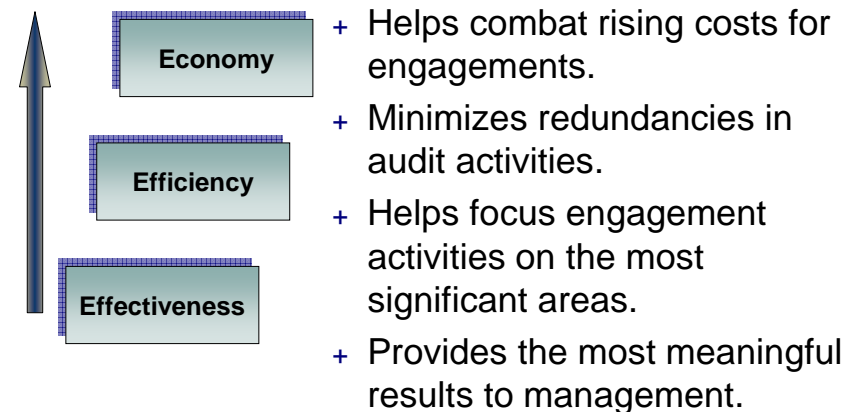 Economy
Efficiency
Effectiveness
+ Helps combat rising costs for
engagements.
+ Minimizes redundancies in
audit activities.
+ Helps focus engagement
activities on the most
significant areas.
+ Provides the most meaningful
results to management.